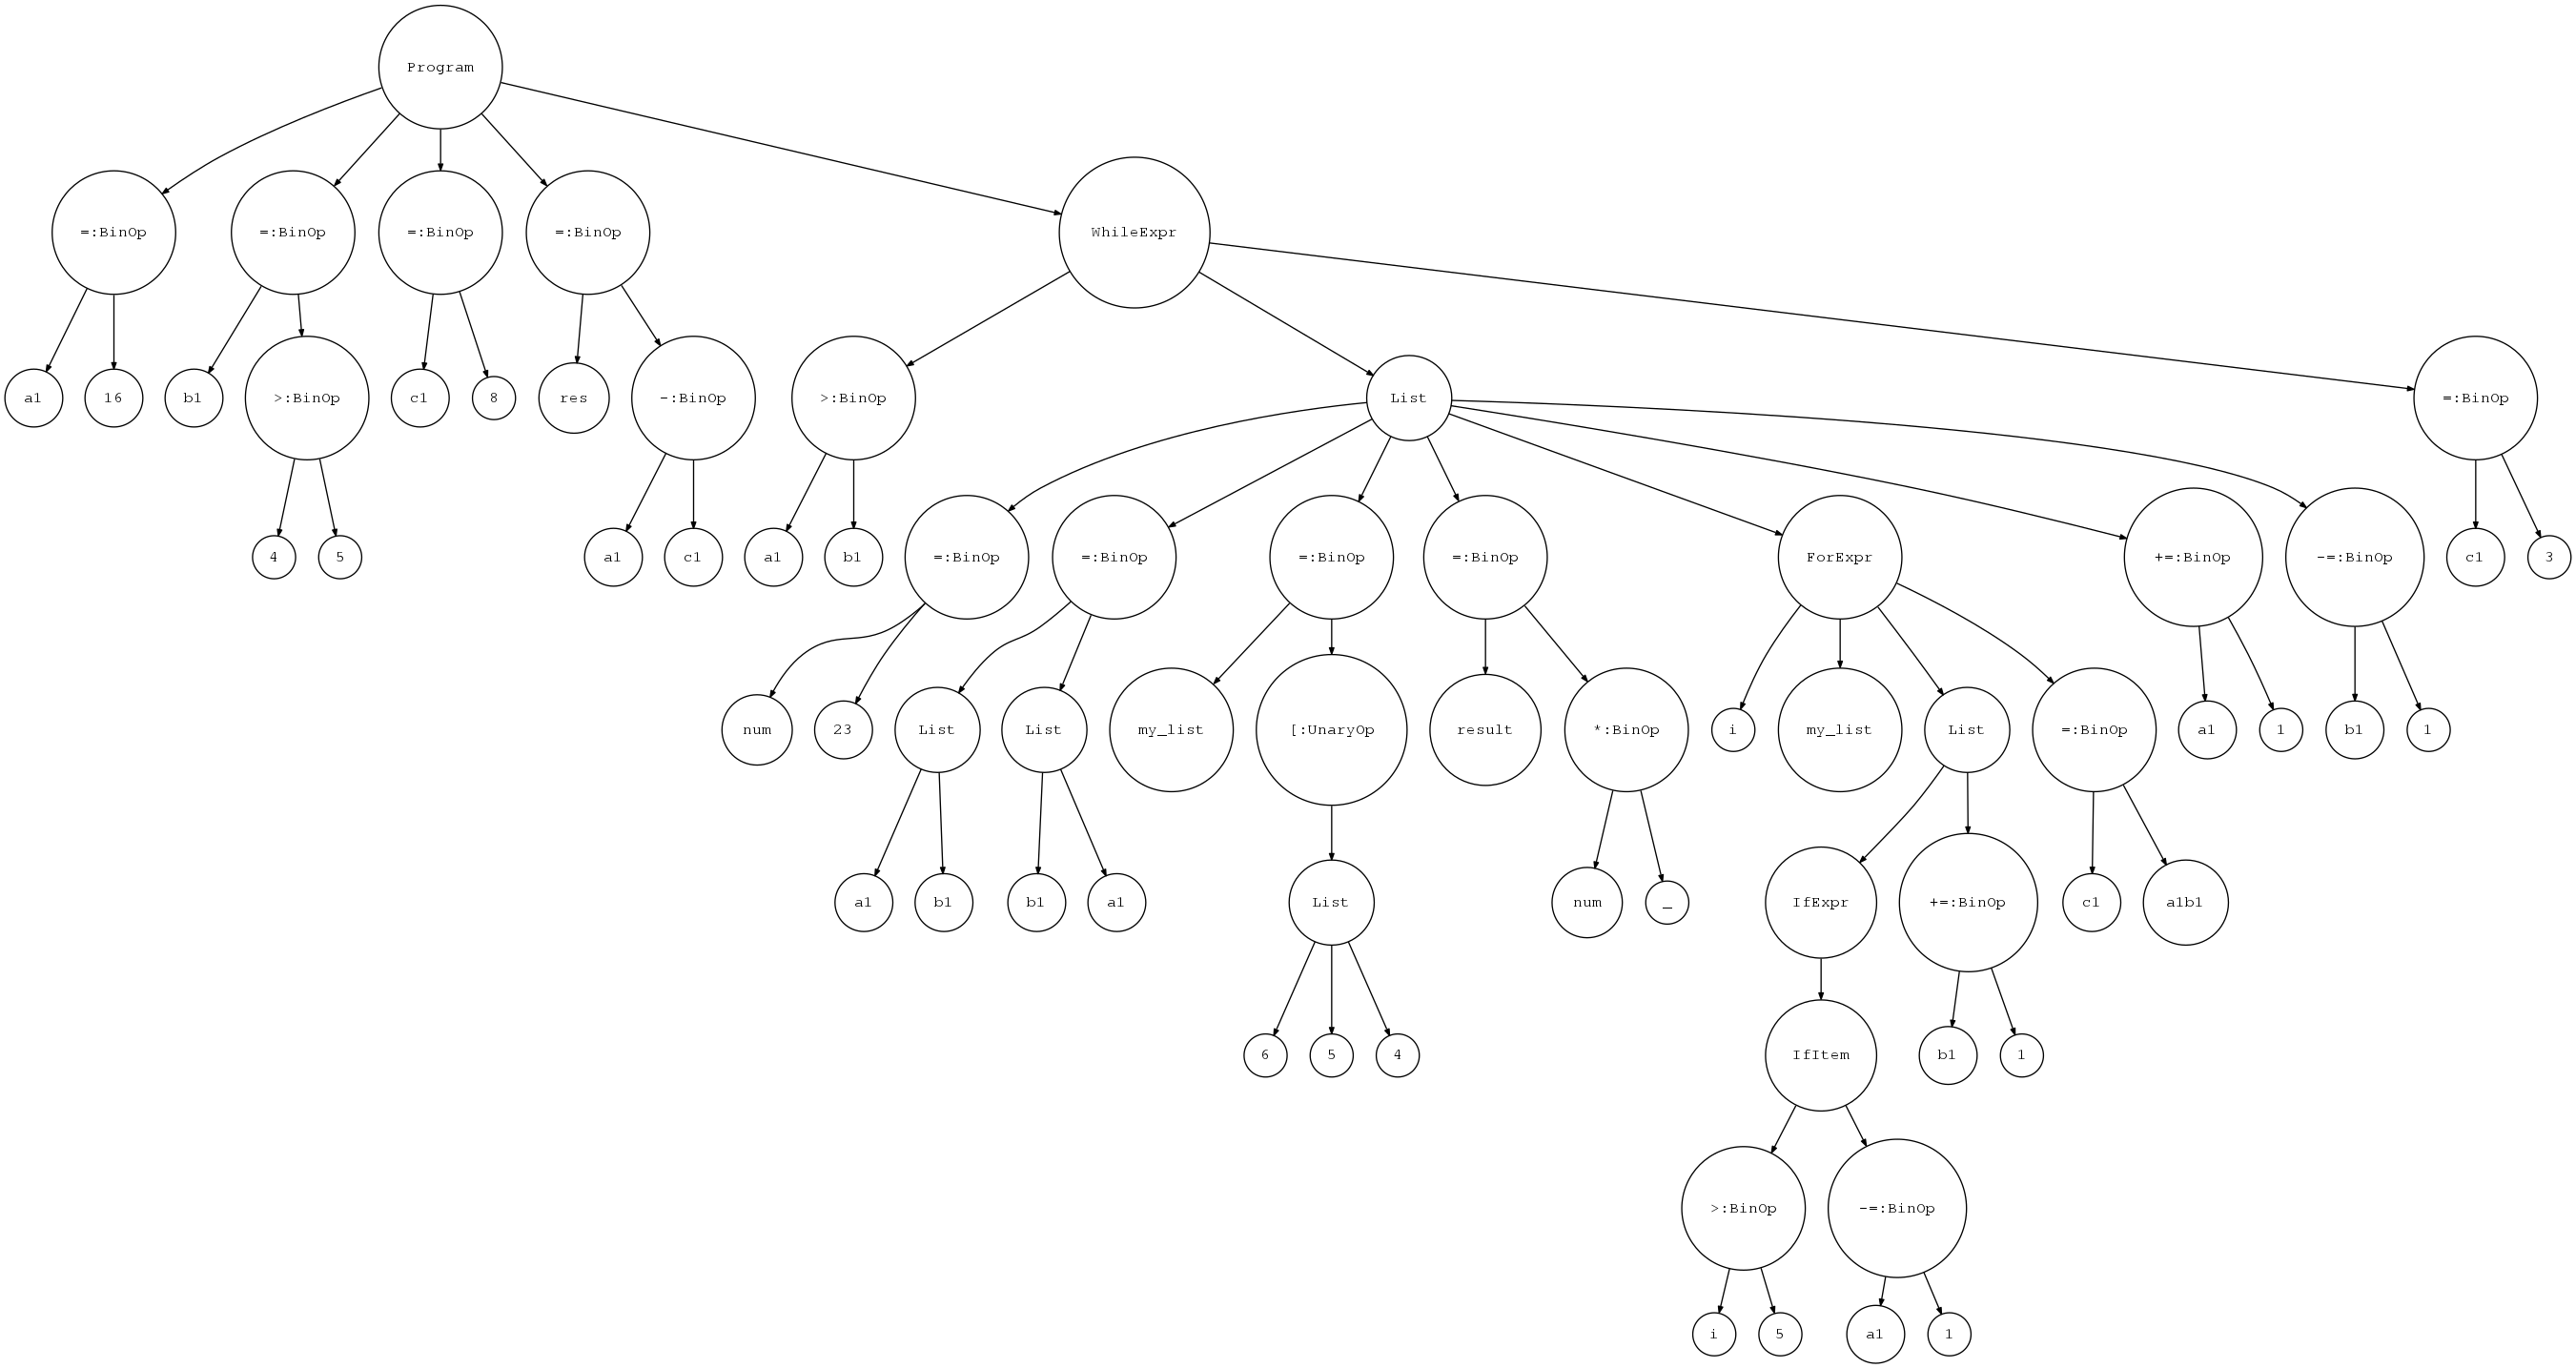 Program
=:BinOp =:BinOp =:BinOp =:BinOp WhileExpr
a1 16 b1 >:BinOp c1 8 res -:BinOp >:BinOp List =:BinOp
4 5 a1 c1 a1 b1 =:BinOp =:BinOp =:BinOp =:BinOp ForExpr +=:BinOp -=:BinOp c1 3
num 23 List List my_list [:UnaryOp result *:BinOp i my_list List =:BinOp a1 1 b1 1
a1 b1 b1 a1 List num _ IfExpr +=:BinOp c1 a1b1
6 5 4 IfItem b1 1
>:BinOp -=:BinOp
i 5 a1 1